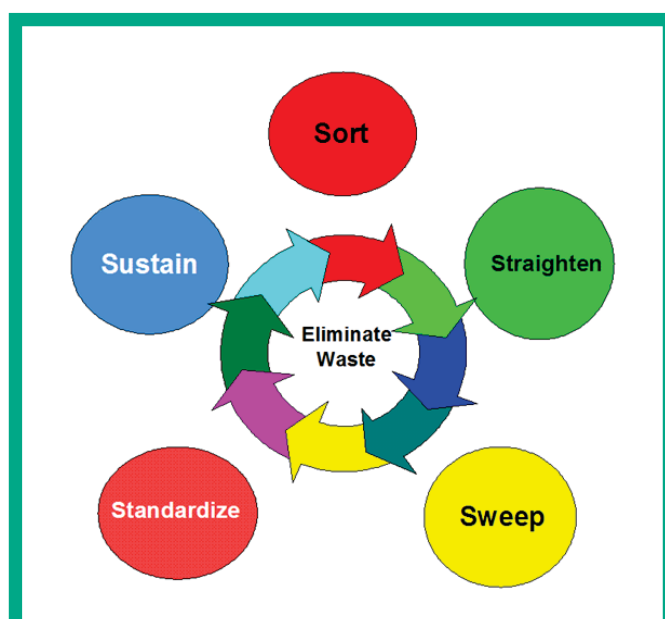 Sort
Straighten
Sweep
Standardize
Sustain
Eliminate
Waste